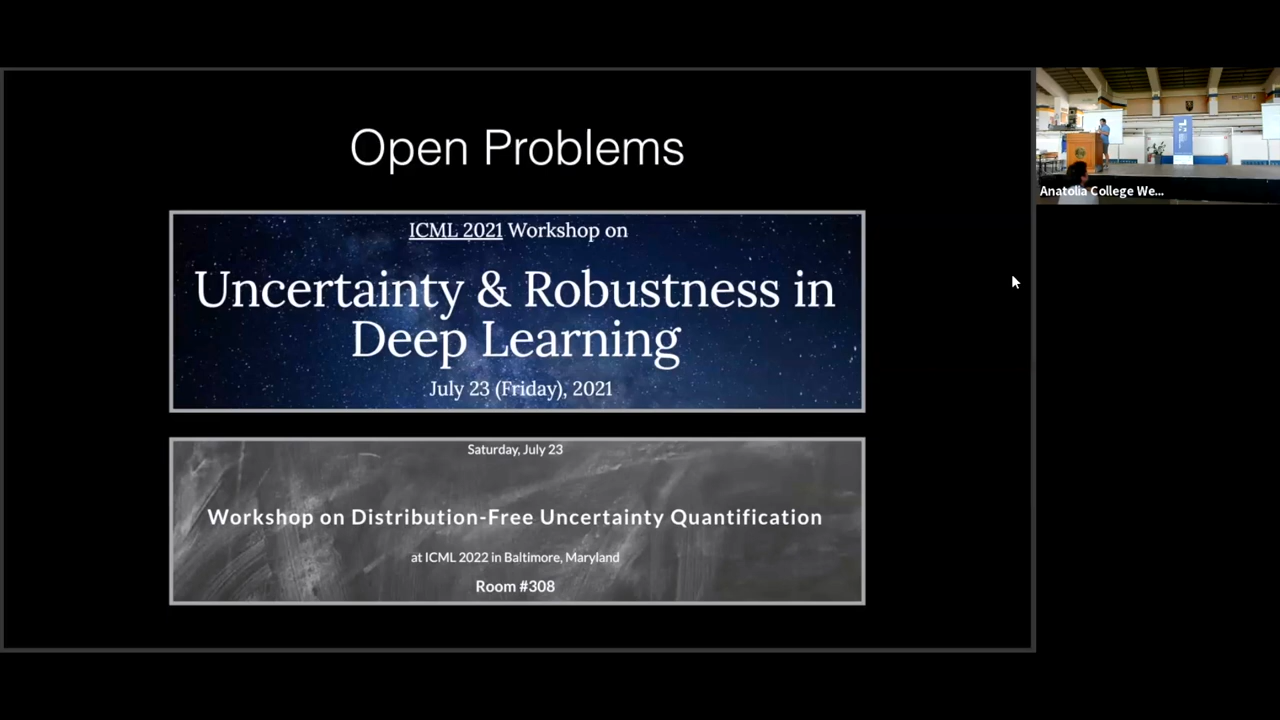 Open Problems
ICML 2021 Workshop on
Uncertainty & Robustness in
Deep Learning
July 23 (Friday), 2021
Saturday, July 23
Workshop on Distribution-Free Uncertainty Quantification
at ICML 2022 in Baltimore, Maryland
Room #308
Anatolia College We...